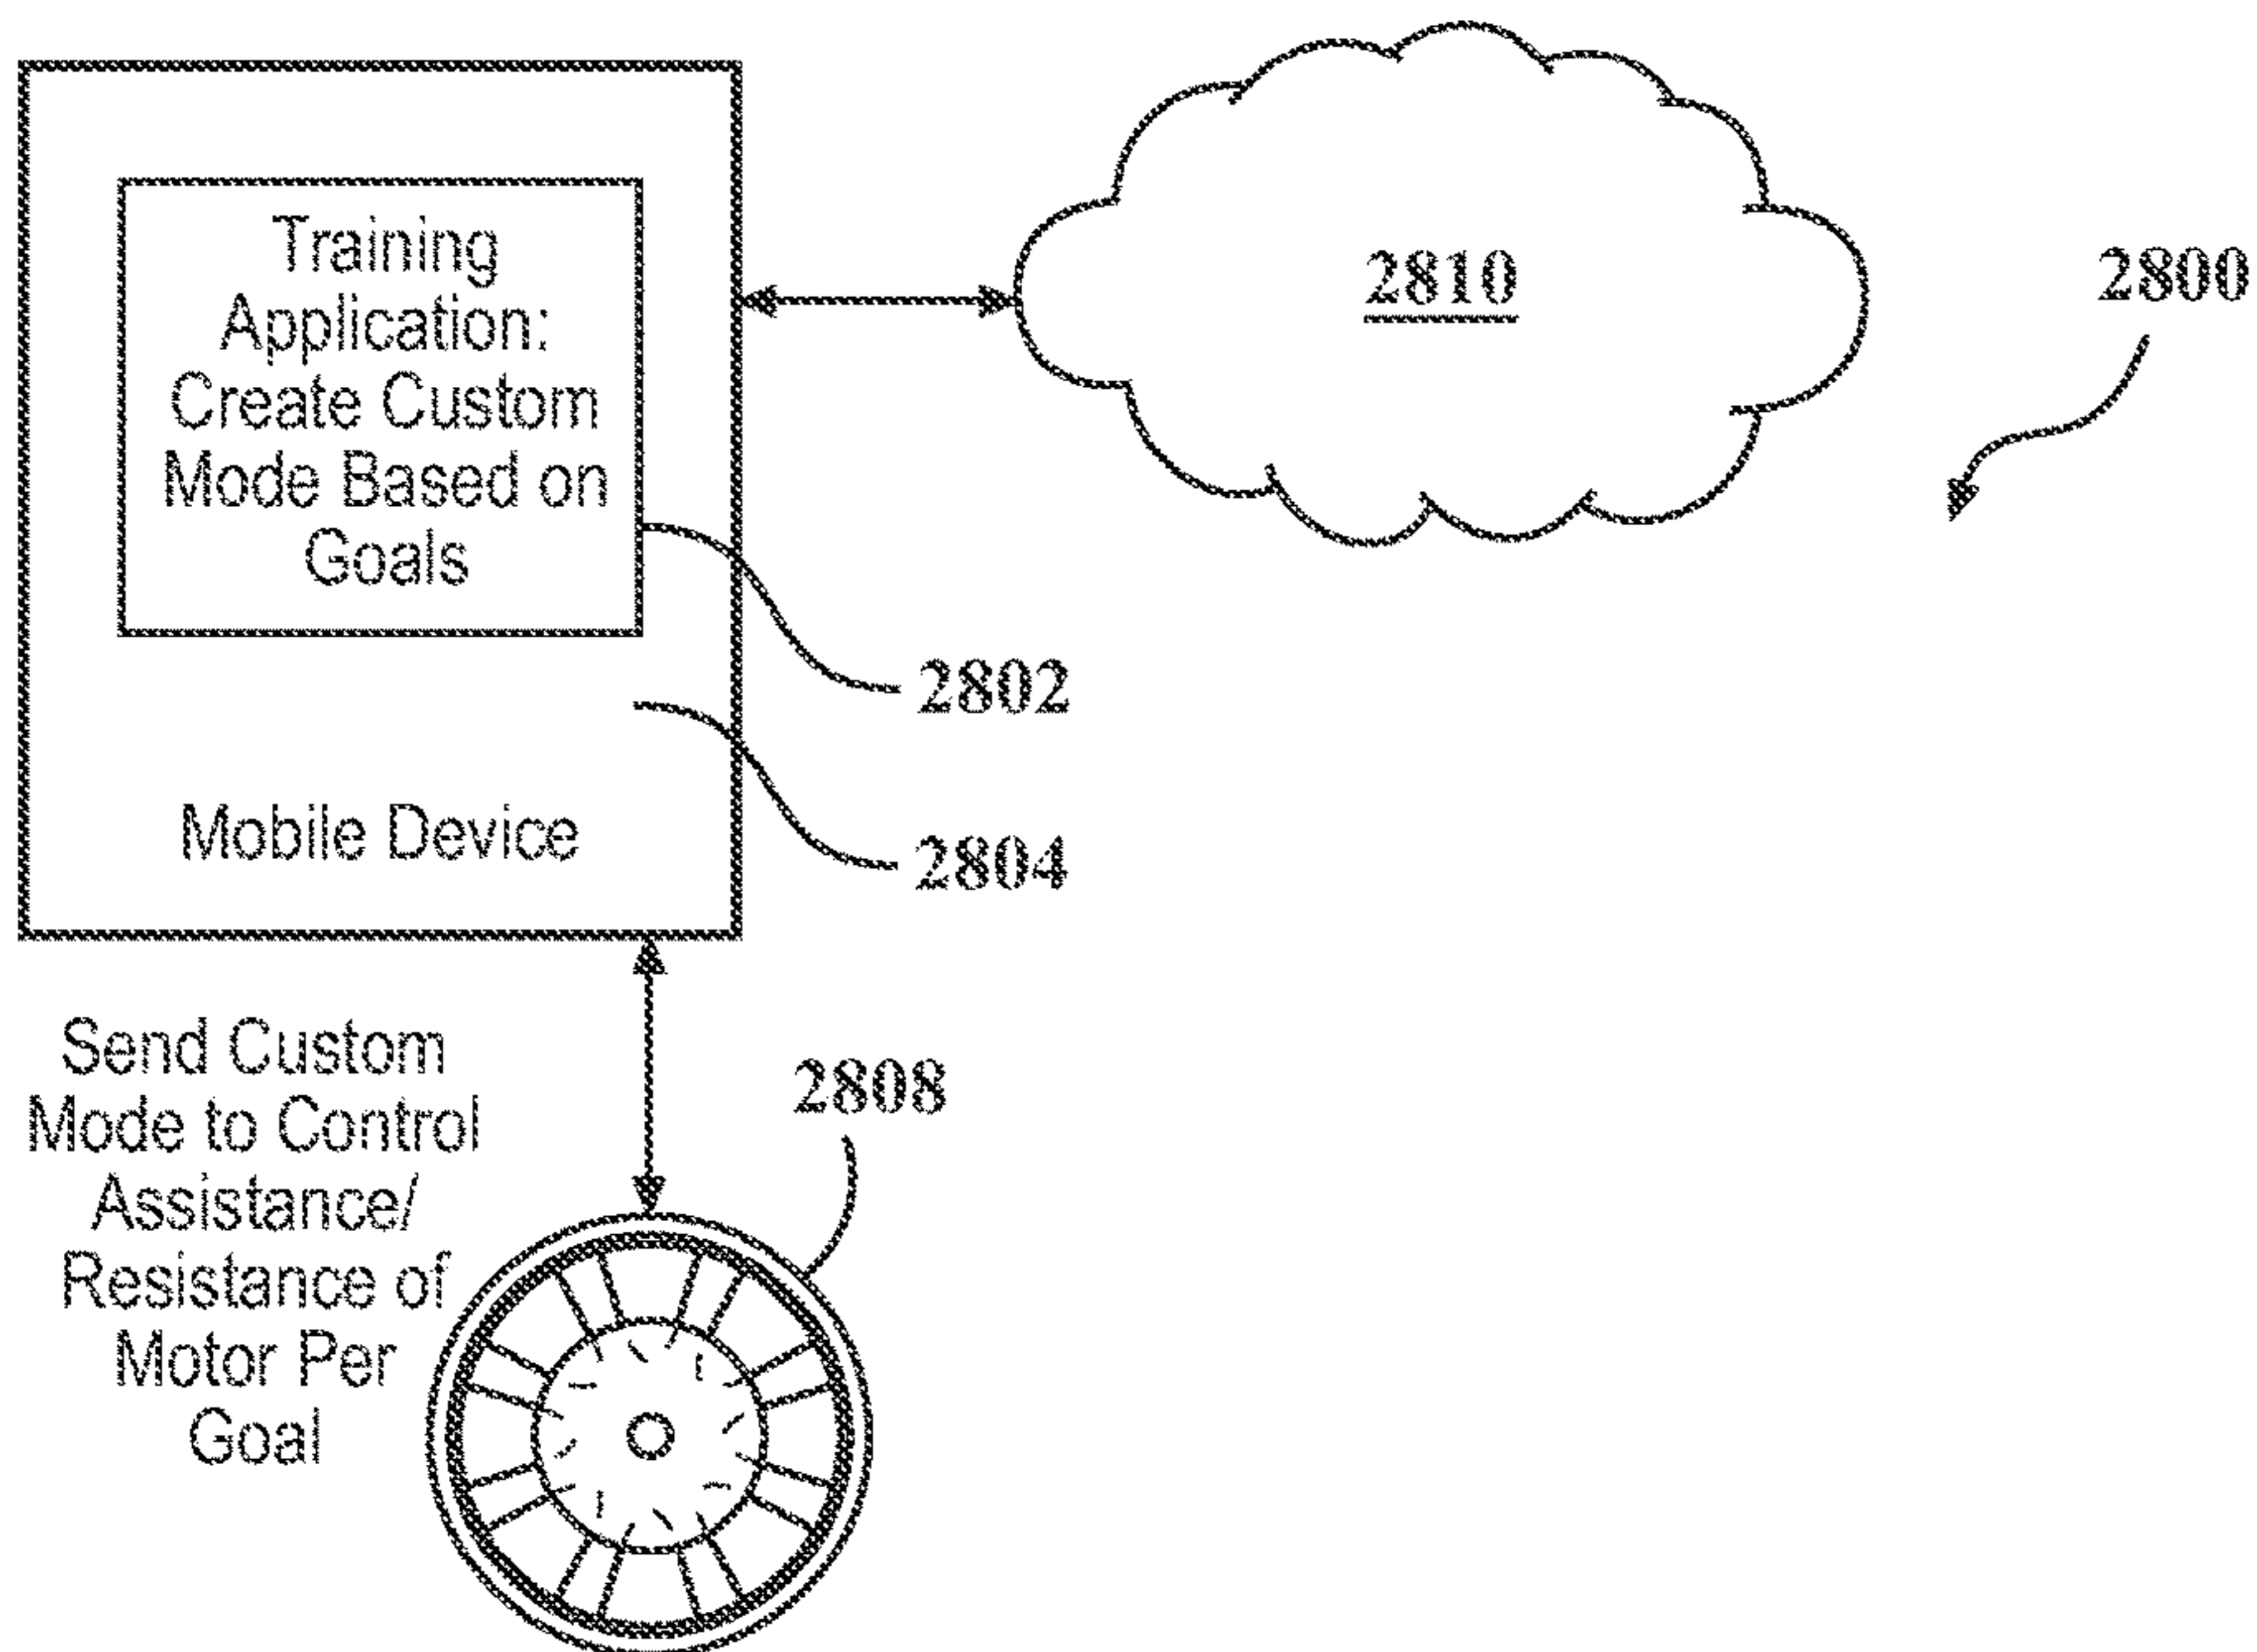 Training
Application:
Create Custom
Mode Based on
Goals
2810
2800
2802
Mobile Device
2804
Send Custom
Mode to Control
Assistance/
Resistance of
Motor Per
Goal
2808